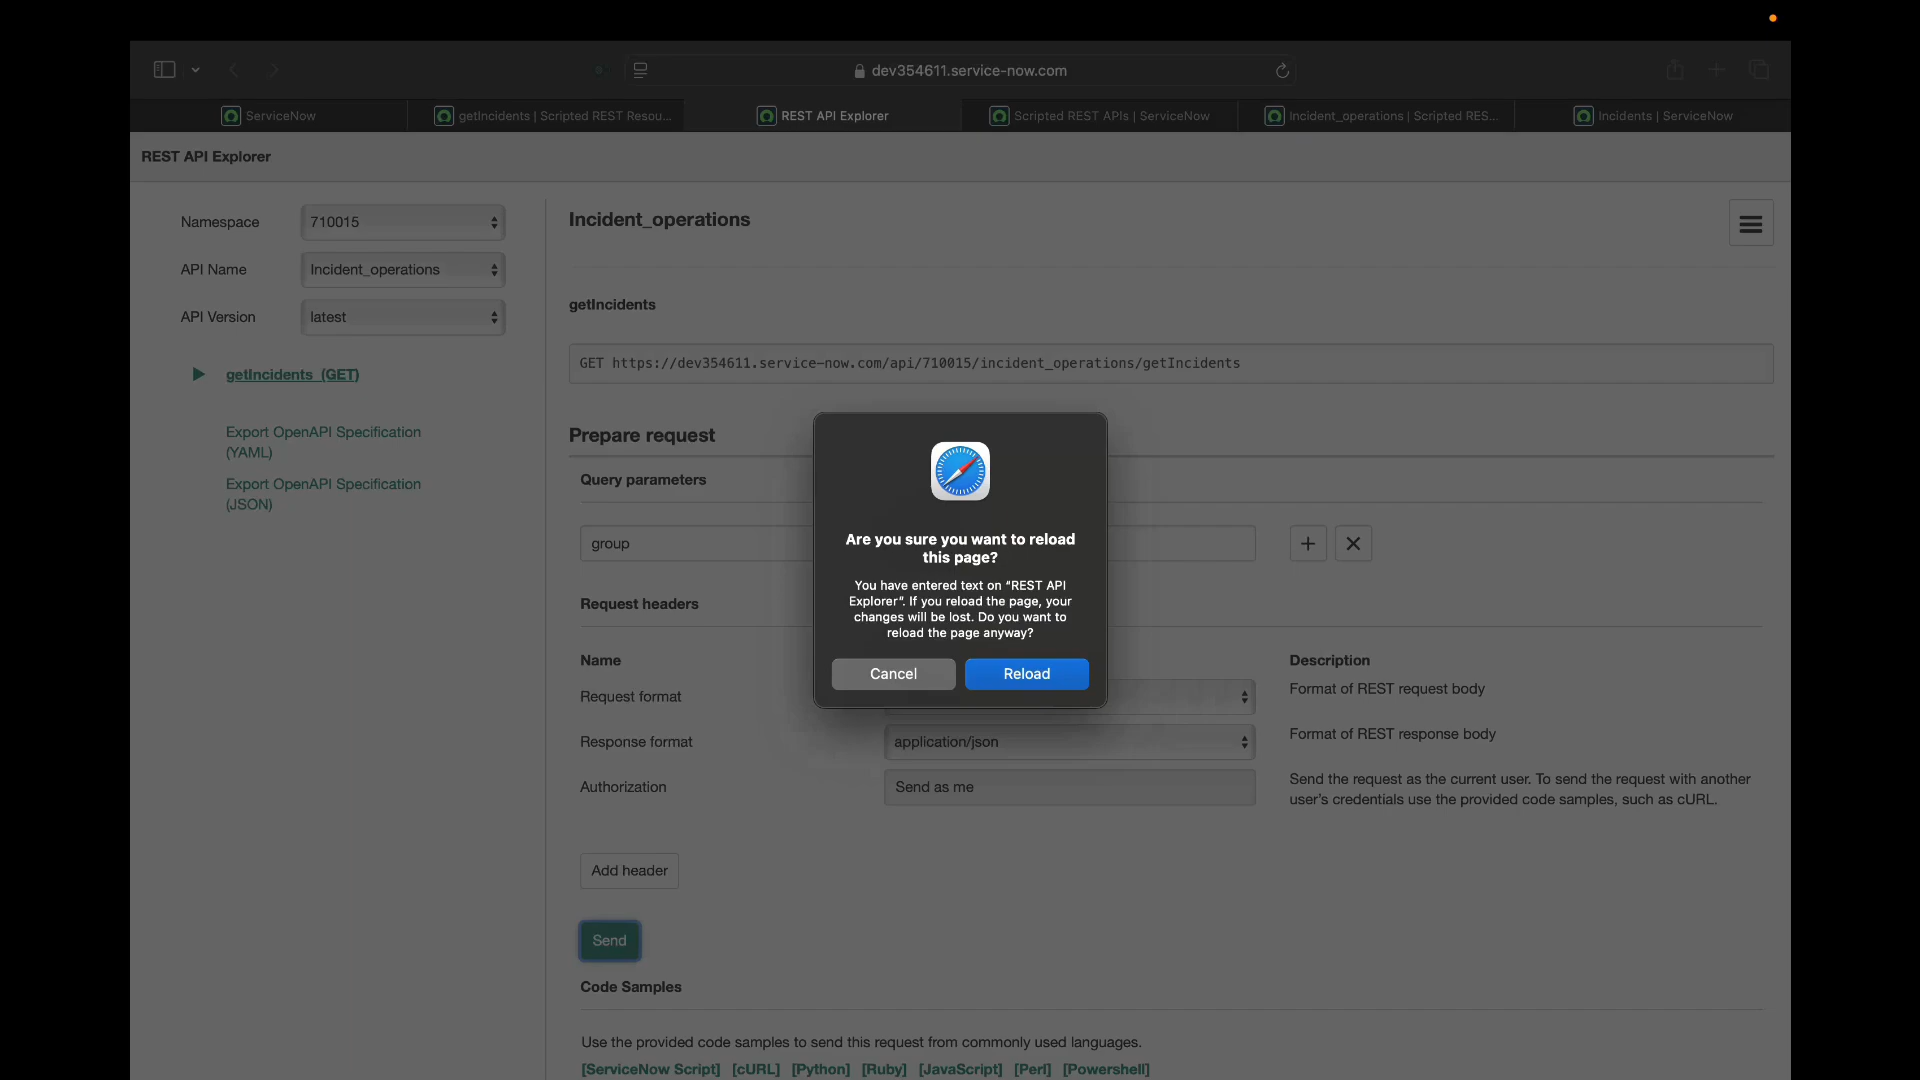 dev354611.service-now.com
ServiceNow
getIncidents | Scripted REST Resou...
REST API Explorer
Scripted REST APIs | ServiceNow
Incident_operations | Scripted RES...
Incidents | ServiceNow
REST API Explorer
Namespace
710015
API Name
Incident_operations
API Version
latest
getIncidents (GET)
Export OpenAPI Specification
(YAML)
Export OpenAPI Specification
(JSON)
Incident_operations
getIncidents
GET https://dev354611.service-now.com/api/710015/incident_operations/getIncidents
Prepare request
Query parameters
group
Request headers
Name
Description
Request format
Format of REST request body
Response format
application/json
Format of REST response body
Authorization
Send as me
Send the request as the current user. To send the request with another
user's credentials use the provided code samples, such as cURL.
Add header
Send
Code Samples
Use the provided code samples to send this request from commonly used languages.
[ServiceNow Script] [cURL] [Python] [Ruby] [JavaScript] [Perl] [Powershell]
Are you sure you want to reload
this page?
You have entered text on “REST API
Explorer”. If you reload the page, your
changes will be lost. Do you want to
reload the page anyway?
Cancel
Reload